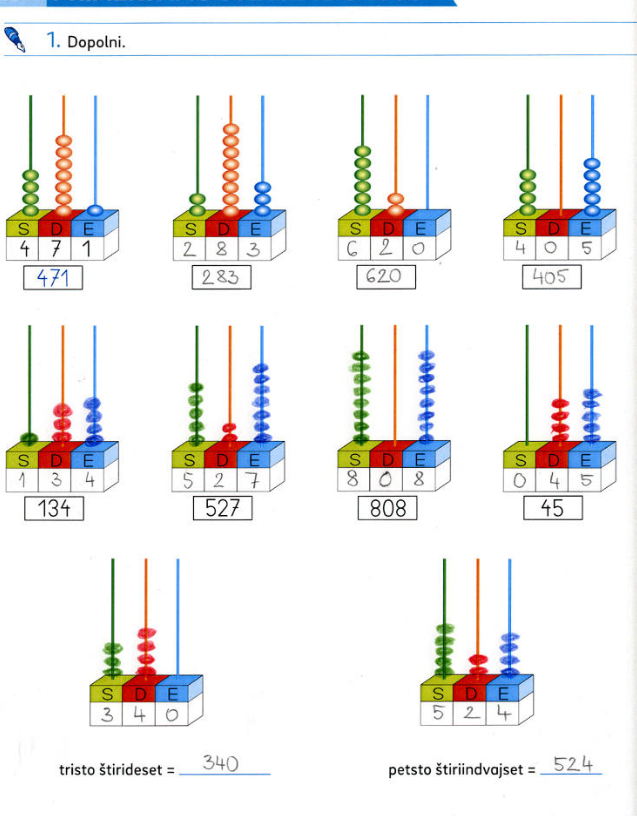 1. Dopolni.
S D E S D E S D E S D E
4 7 1 2 8 3 6 2 0 4 0 5
471 283 620 405
S D E S D E S D E S D E
1 3 4 5 2 7 8 0 8 0 4 5
134 527 808 45
S D E S D E
3 4 0 5 2 4
tristo štirideset = 340 petsto štiriindvajset = 524